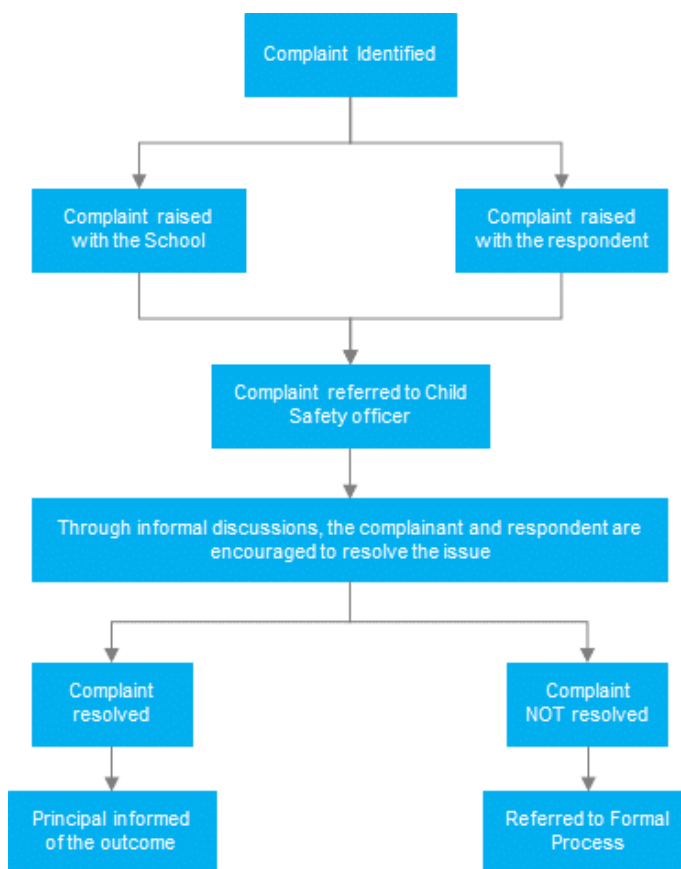 Complaint Identified
Complaint raised
with the School
Complaint raised
with the respondent
Complaint referred to Child
Safety officer
Through informal discussions, the complainant and respondent are
encouraged to resolve the issue
Complaint
resolved
Complaint
NOT resolved
Principal informed
of the outcome
Referred to Formal
Process